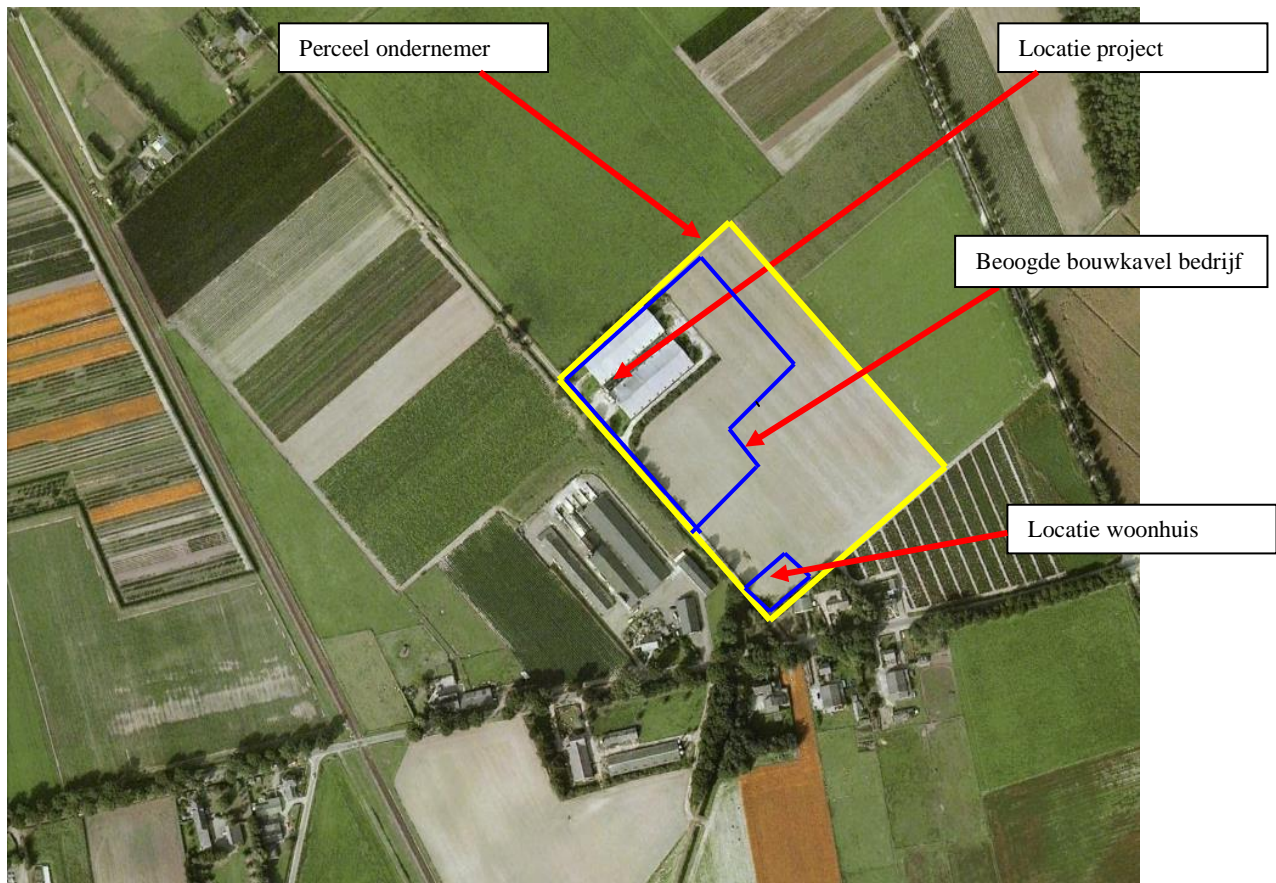 Perceel ondernemer
Locatie project
Beoogde bouwkavel bedrijf
Locatie woonhuis